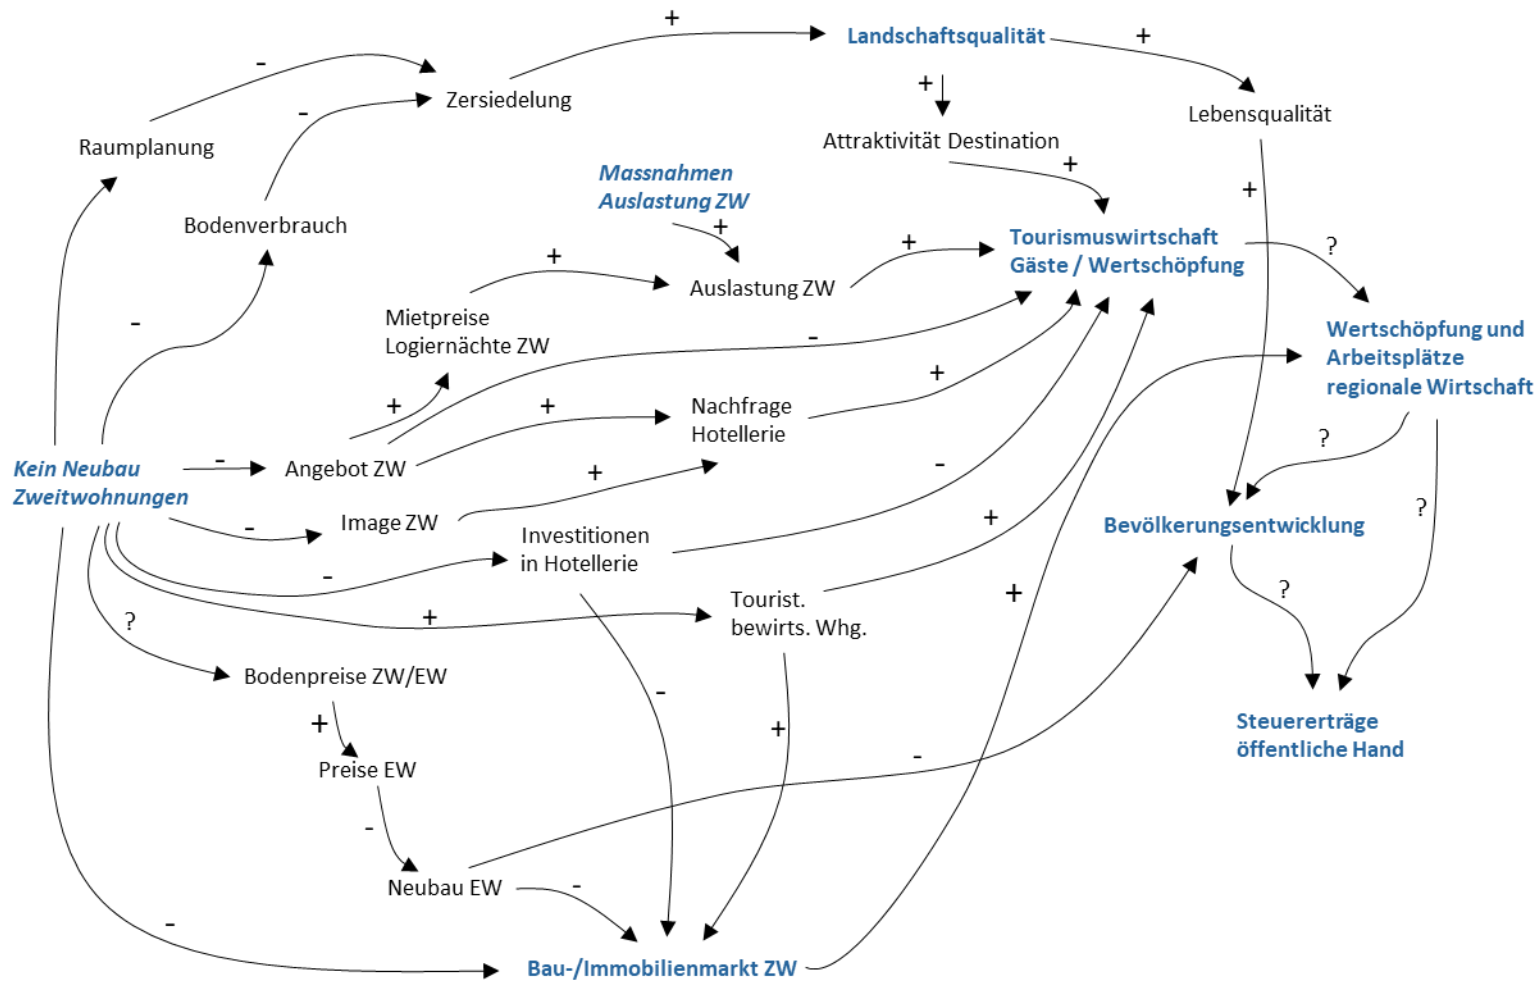 +
Landschaftsqualität
+
-
+
Zersiedelung
-
Lebensqualität
Raumplanung
Attraktivität Destination
+
Massnahmen
Auslastung ZW
+
+
Bodenverbrauch
+
Tourismuswirtschaft
Gäste / Wertschöpfung
+
?
+
Auslastung ZW
Mietpreise
Logiernächte ZW
-
-
Wertschöpfung und
Arbeitsplätze
regionale Wirtschaft
+
+
Nachfrage
Hotellerie
+
+
?
Kein Neubau
Zweitwohnungen
-
Angebot ZW
+
-
?
Image ZW
-
+
Bevölkerungsentwicklung
Investitionen
in Hotellerie
-
+
?
Tourist.
bewirts. Whg.
+
?
Bodenpreise ZW/EW
-
+
+
Steuererträge
öffentliche Hand
-
Preise EW
-
Neubau EW
-
-
Bau-/Immobilienmarkt ZW